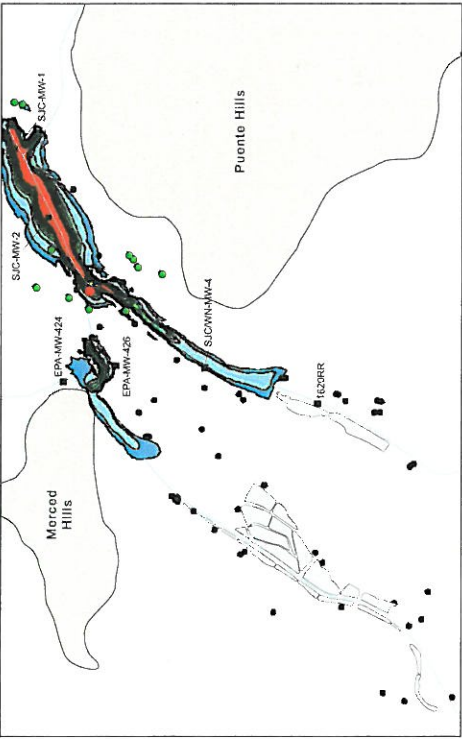 SJC-MW-1
SJC-MW-2
Puente Hills
EPA-MW-424
EPA-MW-426
SJC/WN-MW-4
1620RR
Merced
Hills